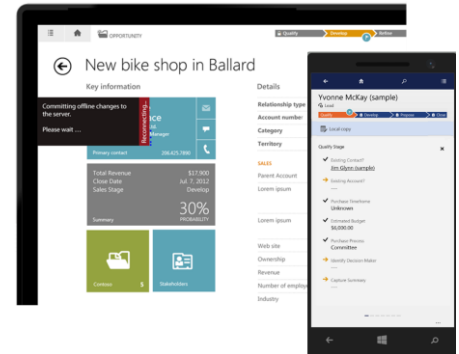 OPPORTUNITY
Qualify
Develop
Refine
New bike shop in Ballard
Key information
Committing offline changes to
the server.
Please wait ....
Reconnecting...
ce
Manager
Primary contact
206.425.7890
Total Revenue $17,900
Close Date Jul. 7, 2012
Sales Stage Develop
30%
Summary PROBABILITY
Contoso $
Stakeholders
Details
Relationship type
Account number
Category
Territory
SALES
Parent Account
Lorem ipsum
Lorem ipsum
Web site
Ownership
Revenue
Number of employe
Industry
Yvonne McKay (sample)
Lead
Qualify
Develop
Propose
Close
Local copy
Qualify Stage
Existing Contact?
Jim Glynn (sample)
Existing Account?
Purchase Timeframe
Unknown
Estimated Budget
$6,000.00
Purchase Process
Committee
Identify Decision Maker
Capture Summary